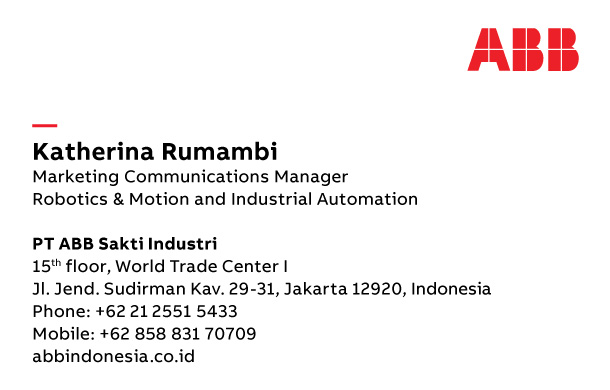 ABB
Katherina Rumambi
Marketing Communications Manager
Robotics & Motion and Industrial Automation
PT ABB Sakti Industri
15th floor, World Trade Center I
Jl. Jend. Sudirman Kav. 29-31, Jakarta 12920, Indonesia
Phone: +62 21 2551 5433
Mobile: +62 858 831 70709
abbindonesia.co.id